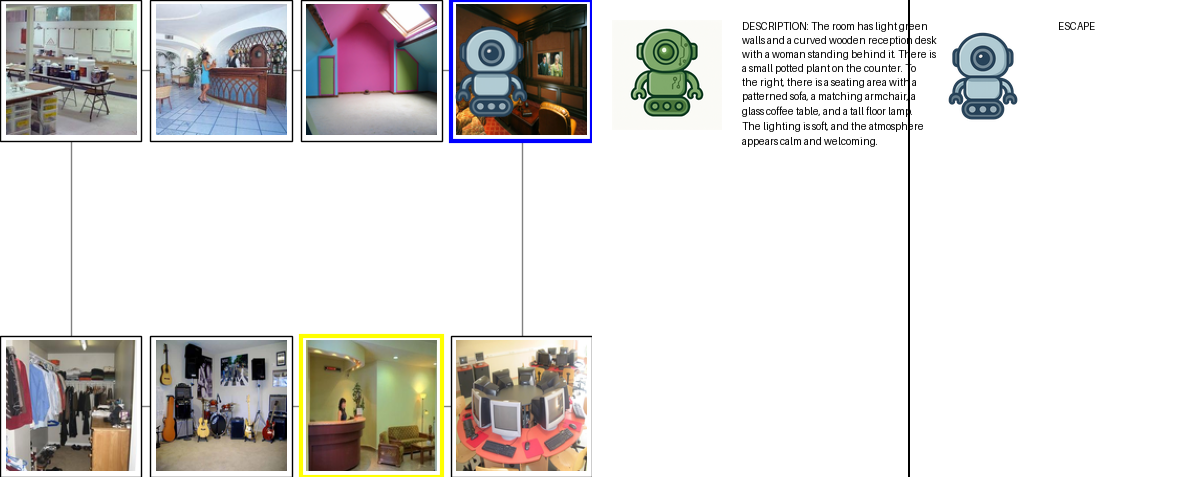 DESCRIPTION: The room has light green
walls and a curved wooden reception desk
with a woman standing behind it. There is
a small potted plant on the counter. To
the right, there is a seating area with a
patterned sofa, a matching armchair, a
glass coffee table, and a tall floor lamp.
The lighting is soft, and the atmosphere
appears calm and welcoming.
ESCAPE